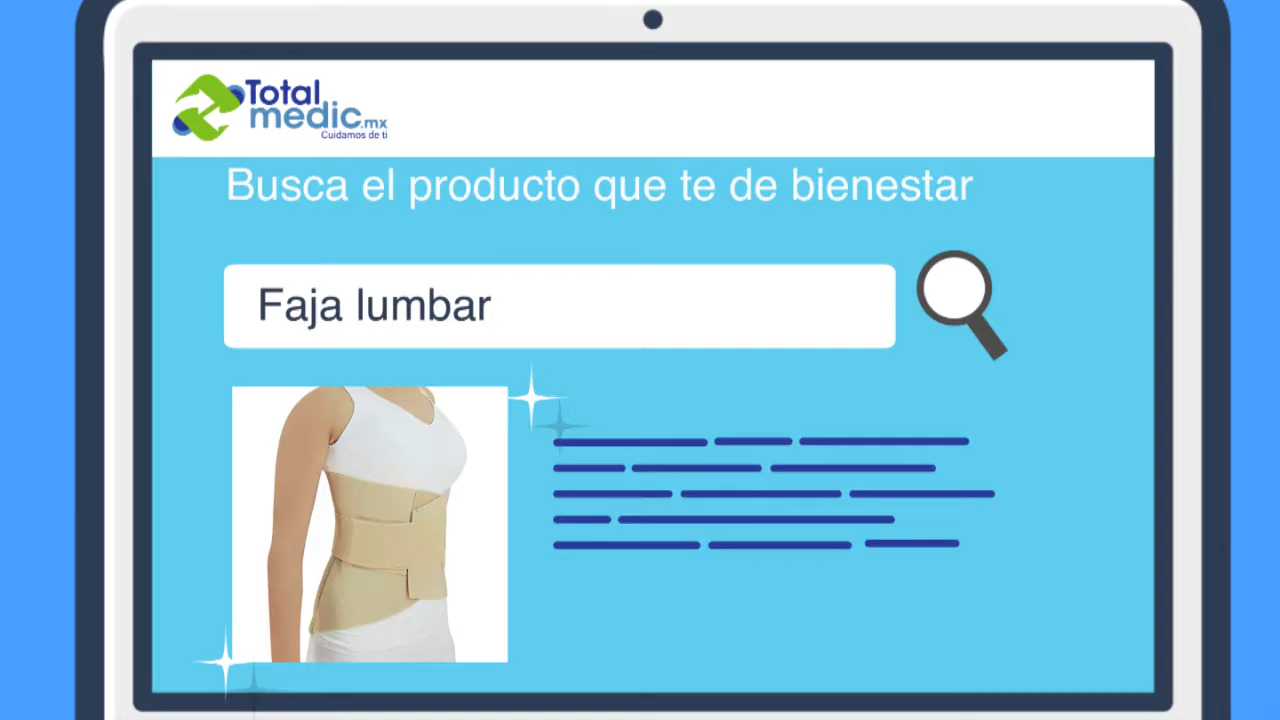 Total
medic.mx
Cuidamos de ti
Busca el producto que te de bienestar
Faja lumbar